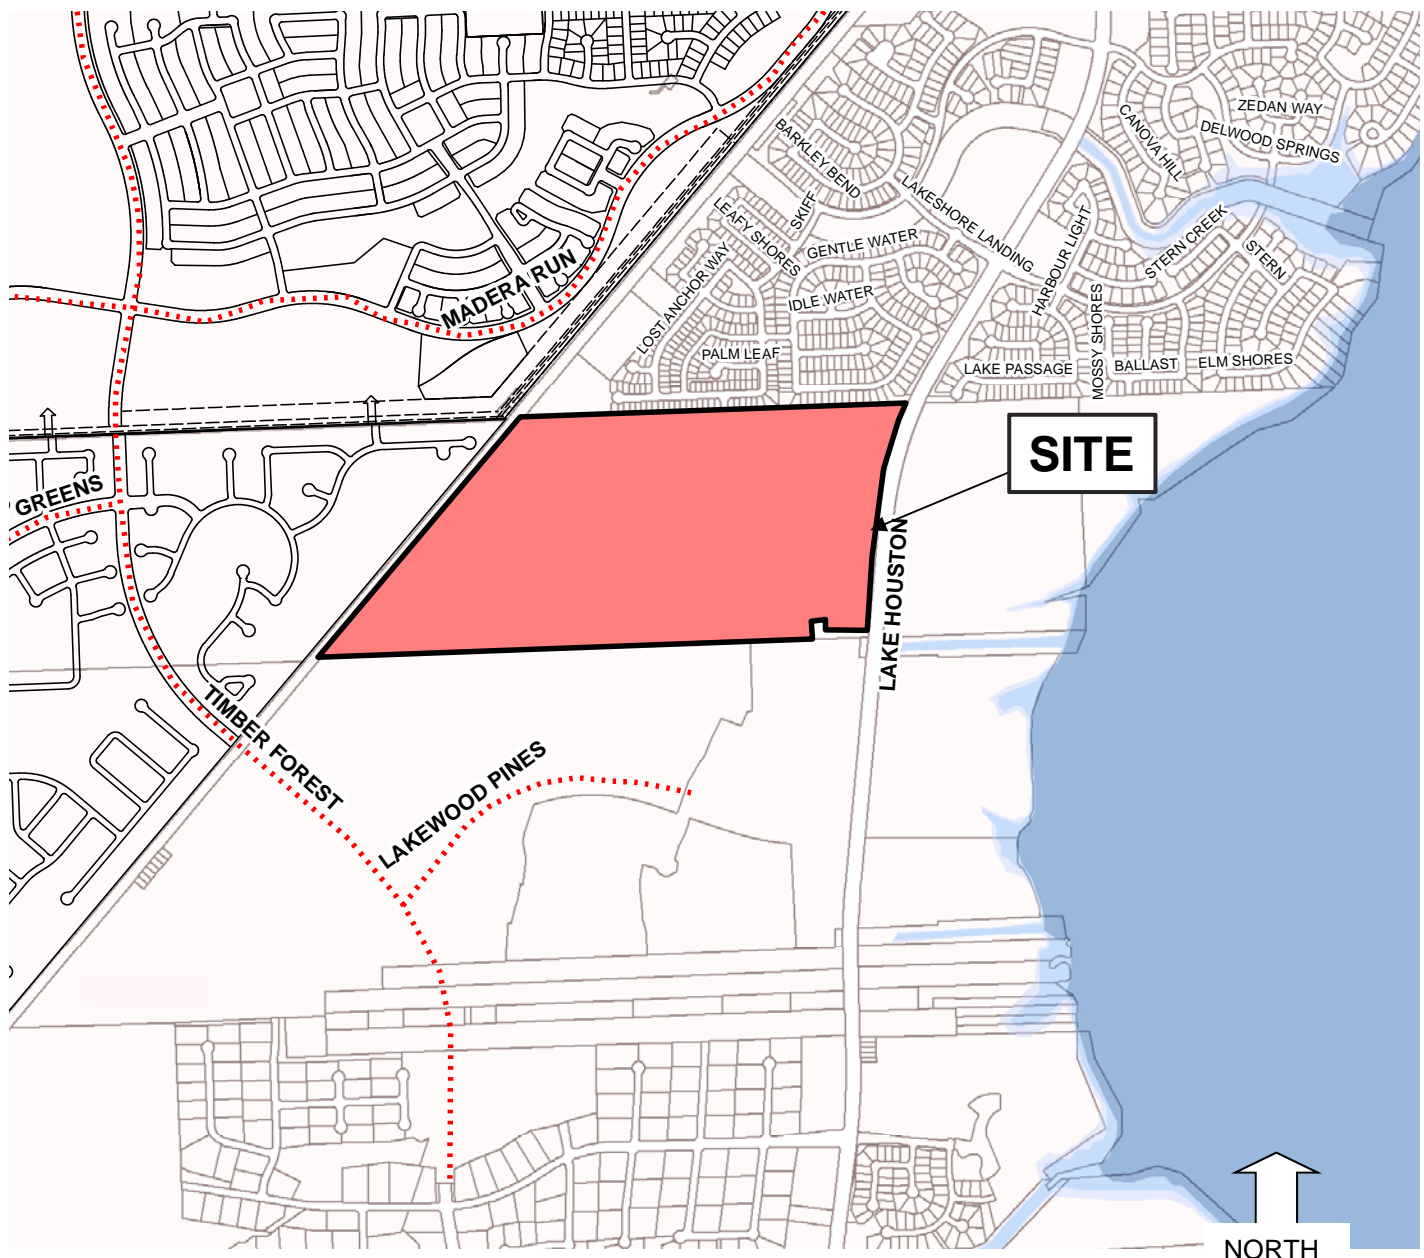 ZEDAN WAY
CANOVA HILL
DELWOOD SPRINGS
BARKLEY BEND
LAKESHORE LANDING
SKIFF
LEAFY SHORES
GENTLE WATER
HARBOUR LIGHT
STERN CREEK
STERN
MADERA RUN
LOST ANCHOR WAY
IDLE WATER
MOSSY SHORES
PALM LEAF
LAKE PASSAGE
BALLAST
ELM SHORES
SITE
GREENS
LAKE HOUSTON
TIMBER FOREST
LAKEWOOD PINES
NORTH